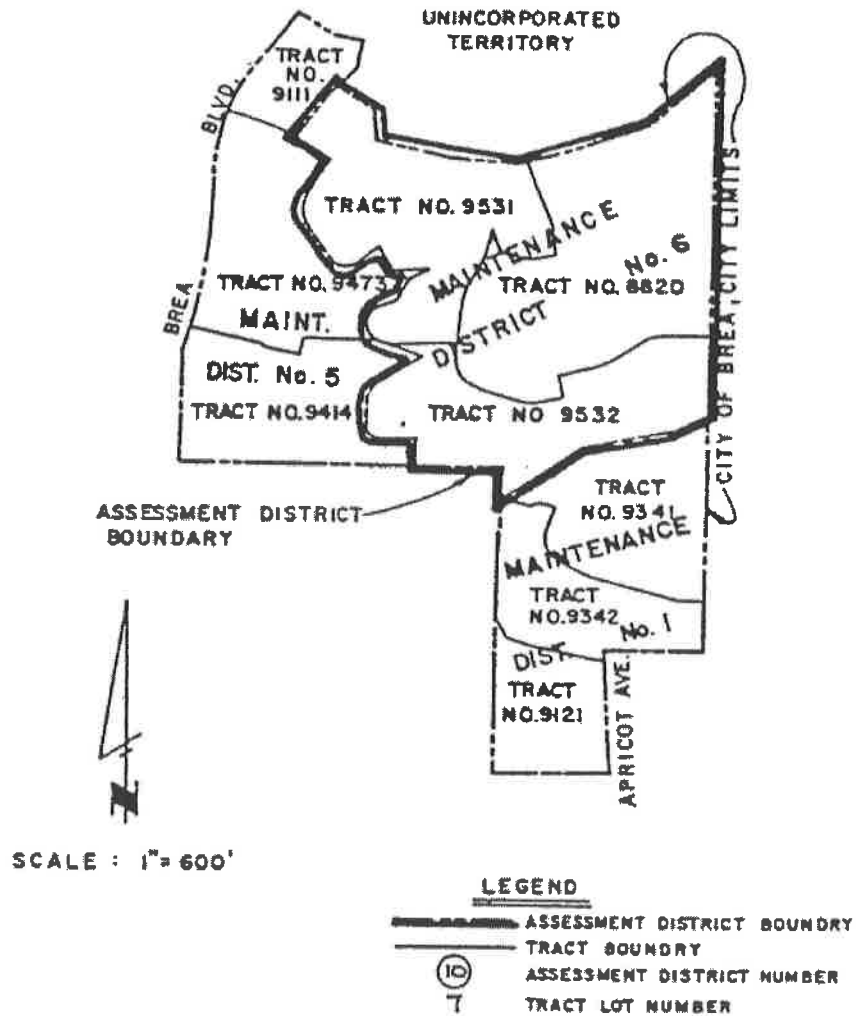 UNINCORPORATED
TERRITORY
TRACT
NO.
9111
BLVD.
BREA
TRACT NO. 9531
MAINTENANCE
DISTRICT
No. 6
TRACT NO. 8820
TRACT NO. 9473
MAINT.
DIST. No. 5
TRACT NO. 9414
TRACT NO 9532
CITY OF BREA, CITY LIMITS
ASSESSMENT DISTRICT
BOUNDARY
TRACT
NO. 9341
MAINTENANCE
TRACT
NO. 9342
DIST. No. 1
TRACT
NO. 9121
APRICOT AVE.
N
SCALE : 1"= 600'
LEGEND
ASSESSMENT DISTRICT BOUNDRY
TRACT BOUNDRY
10 ASSESSMENT DISTRICT NUMBER
7 TRACT LOT NUMBER